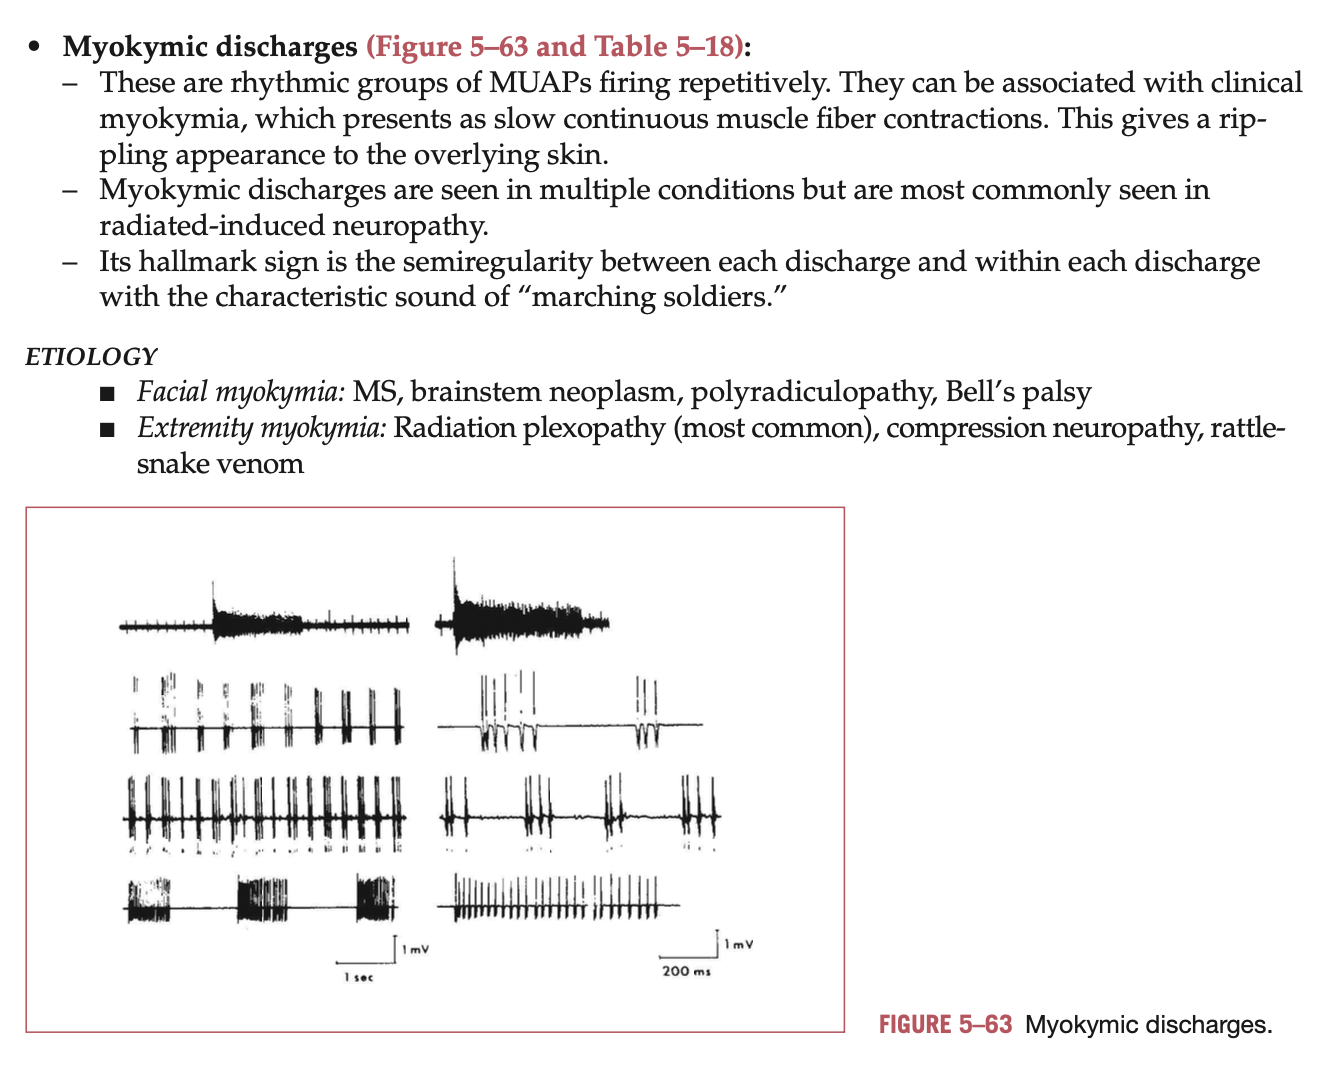 • Myokymic discharges (Figure 5–63 and Table 5–18):
– These are rhythmic groups of MUAPs firing repetitively. They can be associated with clinical
myokymia, which presents as slow continuous muscle fiber contractions. This gives a rip-
pling appearance to the overlying skin.
– Myokymic discharges are seen in multiple conditions but are most commonly seen in
radiated-induced neuropathy.
– Its hallmark sign is the semiregularity between each discharge and within each discharge
with the characteristic sound of “marching soldiers.”
ETIOLOGY
■ Facial myokymia: MS, brainstem neoplasm, polyradiculopathy, Bell’s palsy
■ Extremity myokymia: Radiation plexopathy (most common), compression neuropathy, rattle-
snake venom
1 mV
1 sec
1 mV
200 ms
FIGURE 5–63 Myokymic discharges.